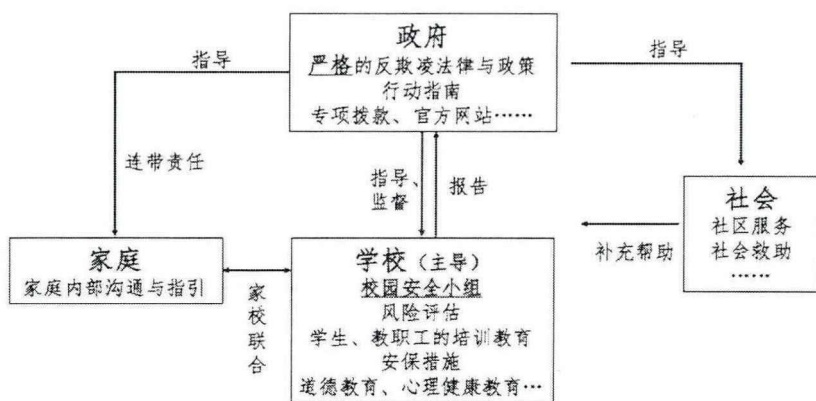 政府
严格的反欺凌法律与政策
行动指南
专项拨款、官方网站……
指导
指导
连带责任
指导、
监督
报告
社会
社区服务
社会救助
……
补充帮助
家庭
家庭内部沟通与指引
家
校
联
合
学校（主导）
校园安全小组
风险评估
学生、教职工的培训教育
安保措施
道德教育、心理健康教育…